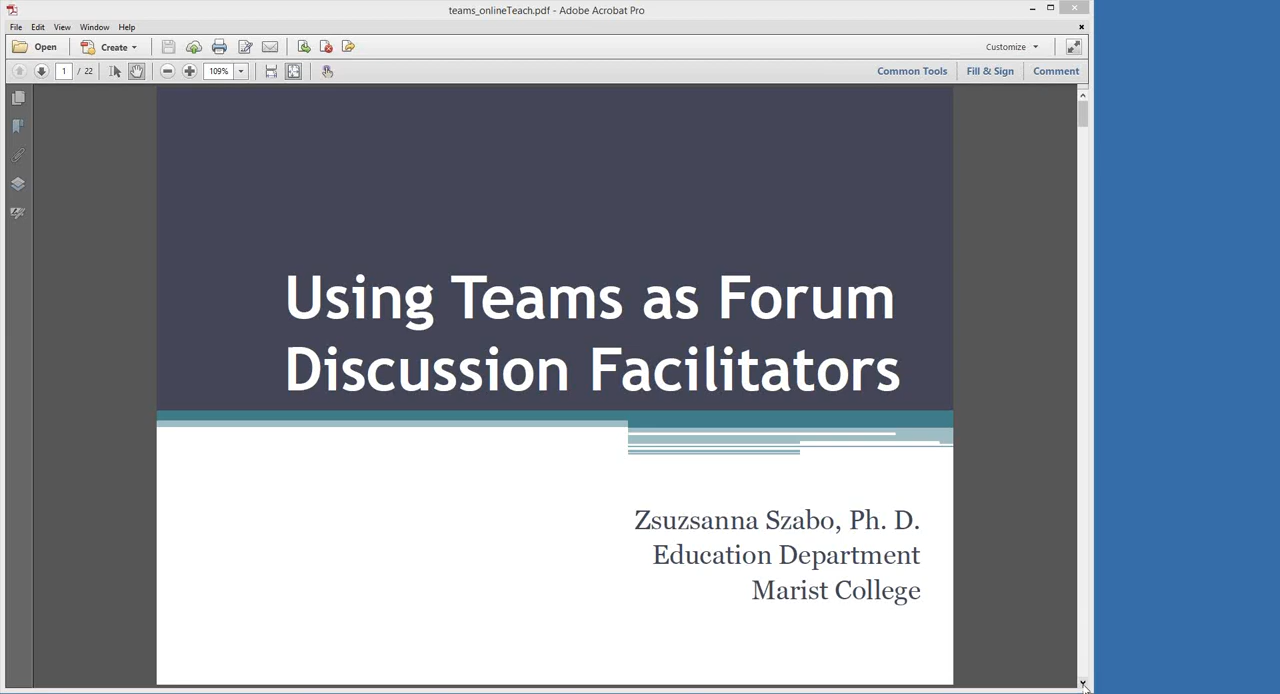 teams_onlineTeach.pdf - Adobe Acrobat Pro
File Edit View Window Help
Open Create Customize
1 / 22 109% Common Tools Fill & Sign Comment
Using Teams as Forum
Discussion Facilitators
Zsuzsanna Szabo, Ph. D.
Education Department
Marist College